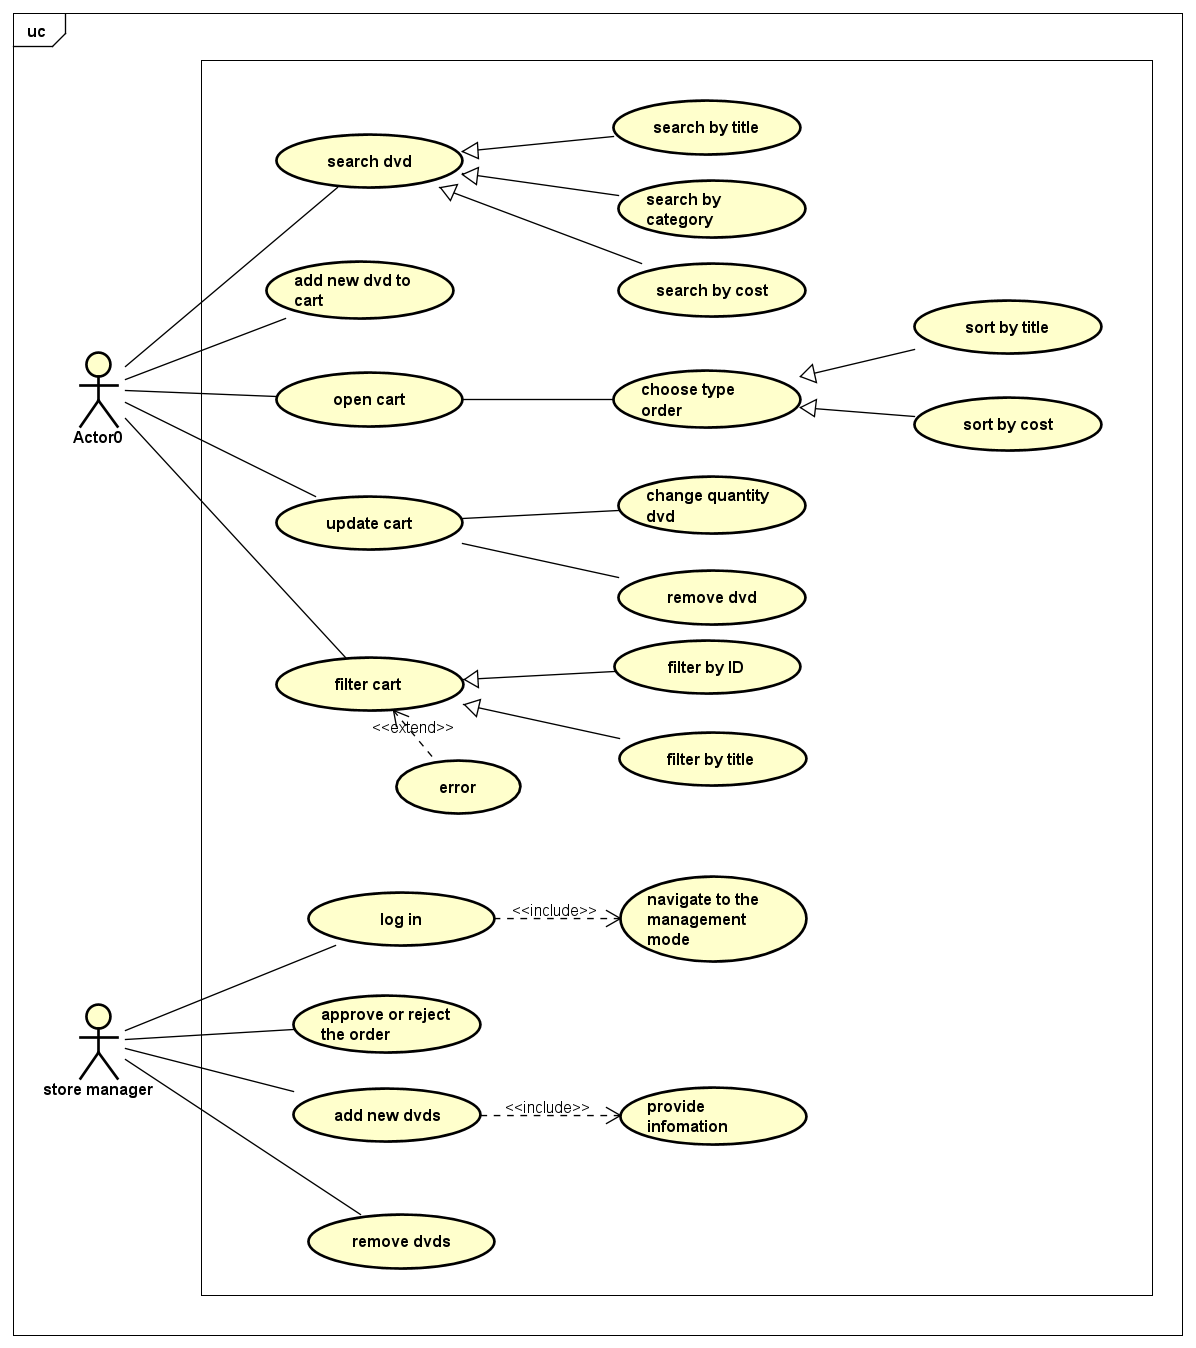 uc
search dvd
search by title
search by
category
search by cost
add new dvd to
cart
open cart
choose type
order
sort by title
sort by cost
Actor0
update cart
change quantity
dvd
remove dvd
filter cart
filter by ID
<<extend>>
filter by title
error
log in
<<include>>
navigate to the
management
mode
approve or reject
the order
store manager
add new dvds
<<include>>
provide
infomation
remove dvds